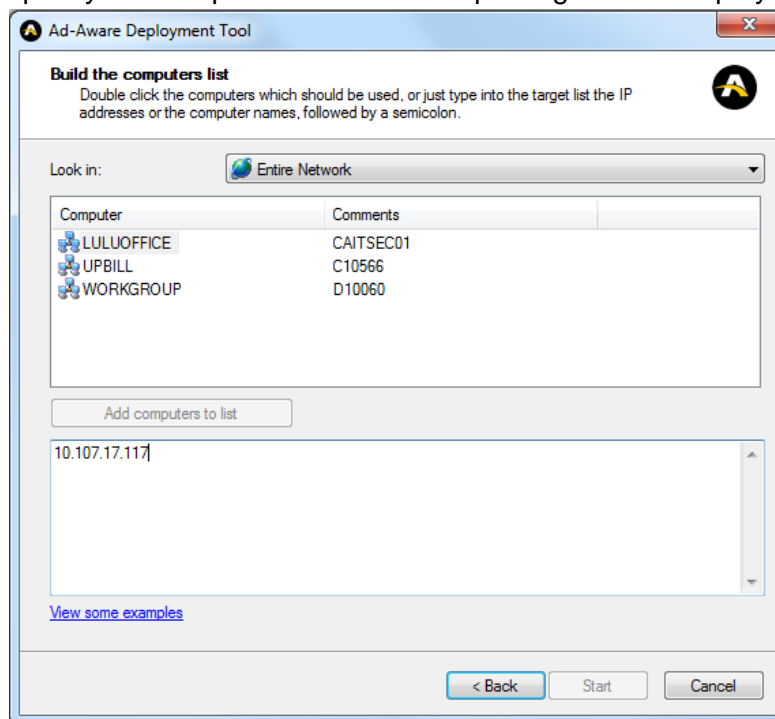 Ad-Aware Deployment Tool
Build the computers list
Double click the computers which should be used, or just type into the target list the IP
addresses or the computer names, followed by a semicolon.
Look in: Entire Network
Computer Comments
LULUOFFICE CAITSEC01
UPBILL C10566
WORKGROUP D10060
Add computers to list
10.107.17.117
View some examples
< Back Start Cancel